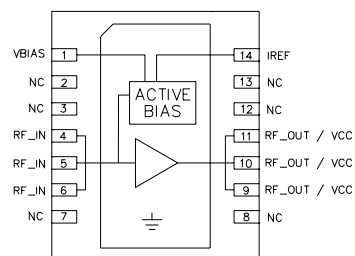 VBIAS 1 14 IREF
NC 2 13 NC
NC 3 ACTIVE BIAS 12 NC
RF_IN 4 11 RF_OUT / VCC
RF_IN 5 10 RF_OUT / VCC
RF_IN 6 9 RF_OUT / VCC
NC 7 8 NC